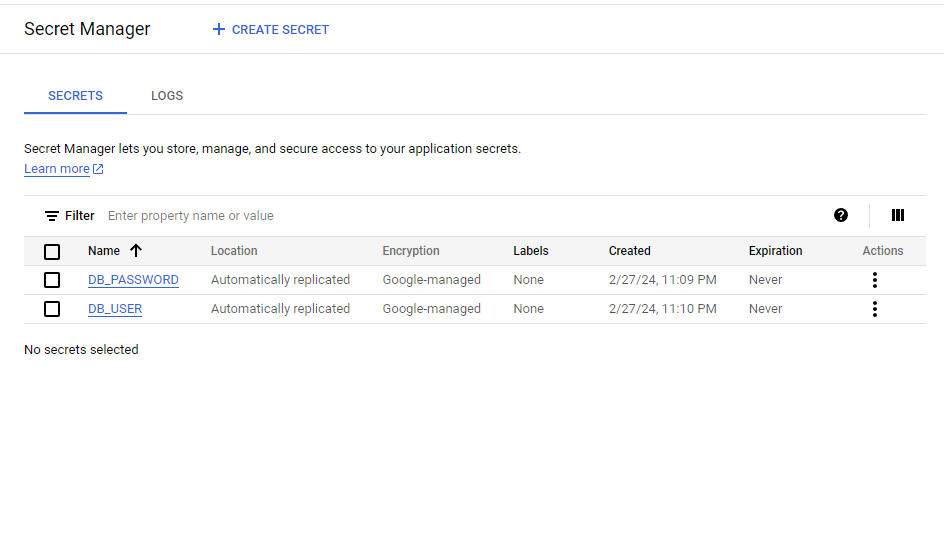 Secret Manager
CREATE SECRET
SECRETS LOGS
Secret Manager lets you store, manage, and secure access to your application secrets.
Learn more
Filter Enter property name or value
Name Location Encryption Labels Created Expiration Actions
DB_PASSWORD Automatically replicated Google-managed None 2/27/24, 11:09 PM Never
DB_USER Automatically replicated Google-managed None 2/27/24, 11:10 PM Never
No secrets selected